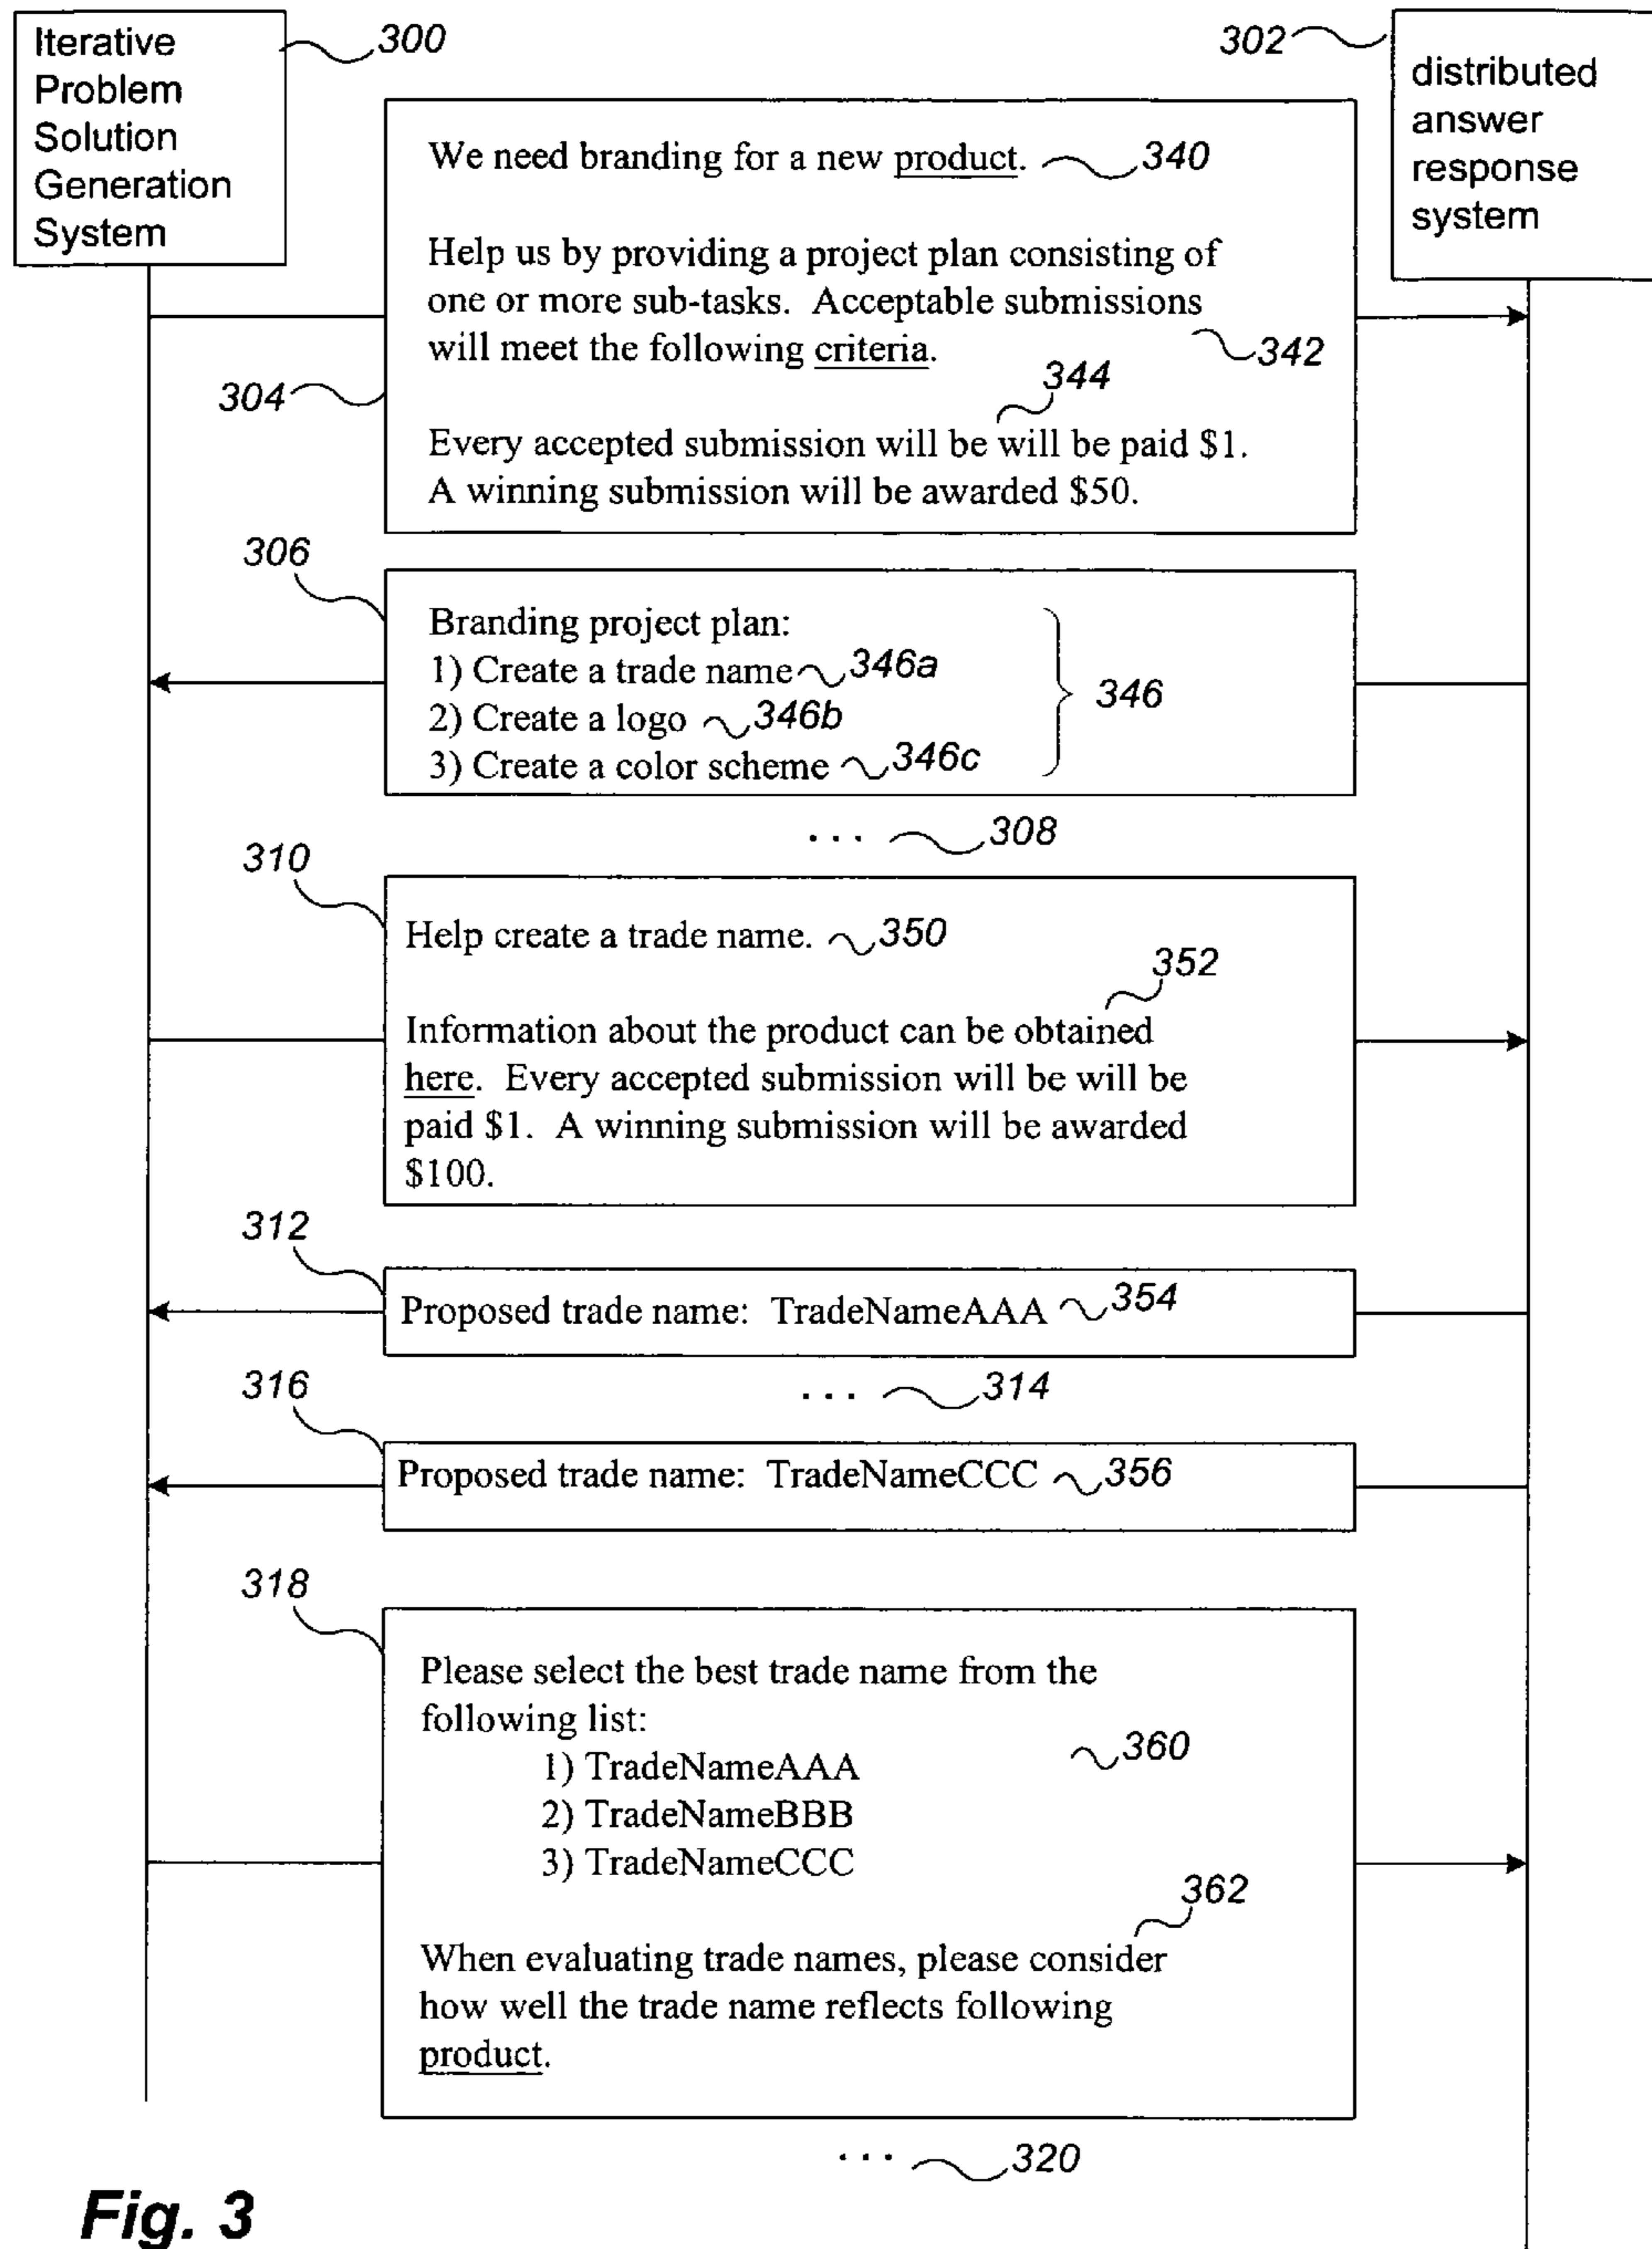 Iterative
Problem
Solution
Generation
System
300
302
distributed
answer
response
system
We need branding for a new product. 340
Help us by providing a project plan consisting of
one or more sub-tasks. Acceptable submissions
will meet the following criteria.
342
304
344
Every accepted submission will be will be paid $1.
A winning submission will be awarded $50.
306
Branding project plan:
1) Create a trade name 346a
2) Create a logo 346b
3) Create a color scheme 346c
346
... 308
310
Help create a trade name. 350
352
Information about the product can be obtained
here. Every accepted submission will be will be
paid $1. A winning submission will be awarded
$100.
312
Proposed trade name: TradeNameAAA 354
... 314
316
Proposed trade name: TradeNameCCC 356
318
Please select the best trade name from the
following list:
360
1) TradeNameAAA
2) TradeNameBBB
3) TradeNameCCC
362
When evaluating trade names, please consider
how well the trade name reflects following
product.
... 320
Fig. 3